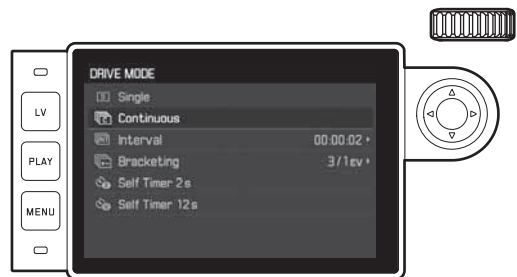 DRIVE MODE
Single
Continuous
Interval 00:00:02
Bracketing 3/1ev
Self Timer 2s
Self Timer 12s
LV
PLAY
MENU